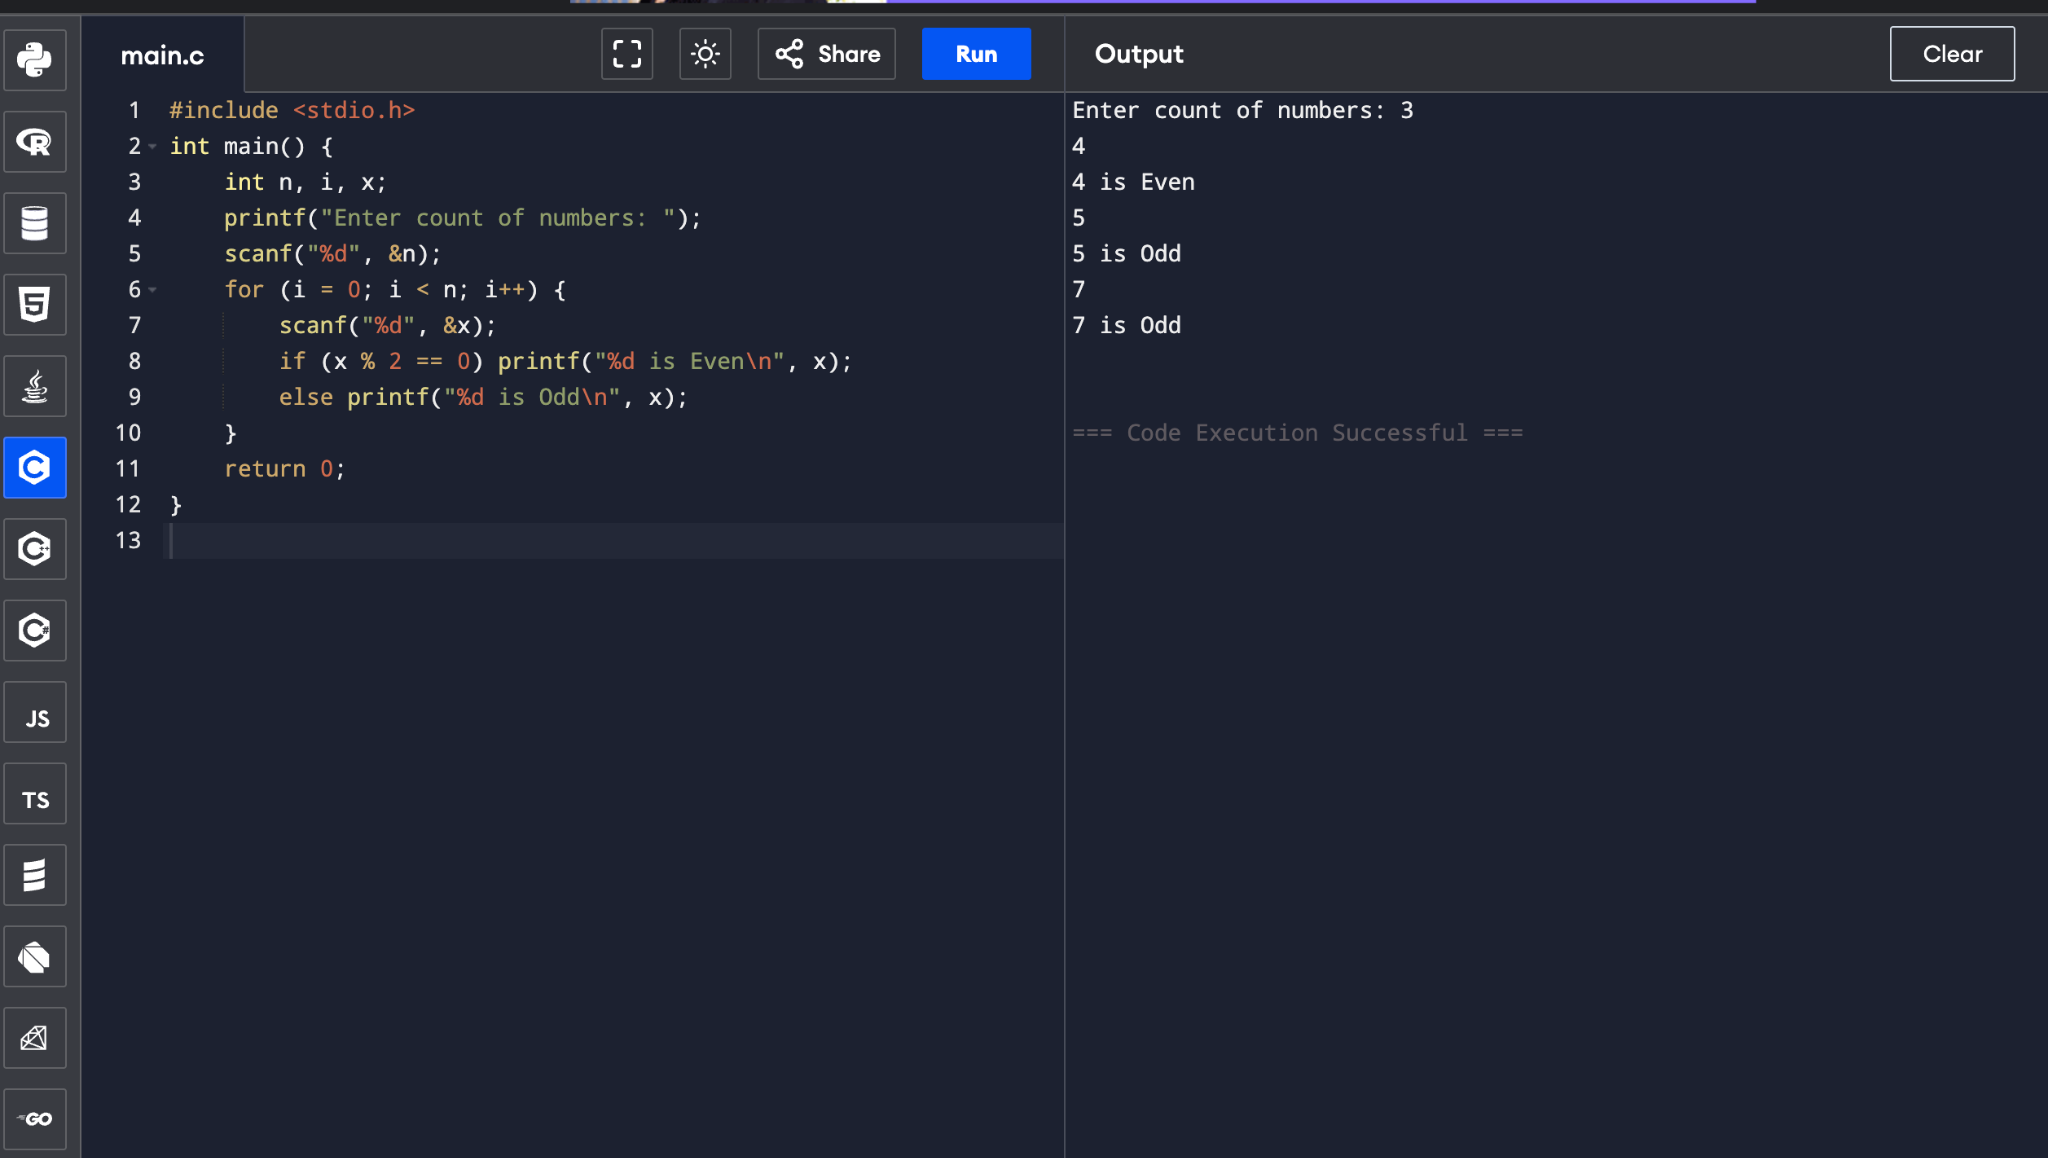 main.c
Share
Run
Output
Clear
1 #include <stdio.h>
2 int main() {
3     int n, i, x;
4     printf("Enter count of numbers: ");
5     scanf("%d", &n);
6     for (i = 0; i < n; i++) {
7         scanf("%d", &x);
8         if (x % 2 == 0) printf("%d is Even\n", x);
9         else printf("%d is Odd\n", x);
10     }
11     return 0;
12 }
13
Enter count of numbers: 3
4
4 is Even
5
5 is Odd
7
7 is Odd
=== Code Execution Successful ===
R
5
C
C++
C#
JS
TS
GO